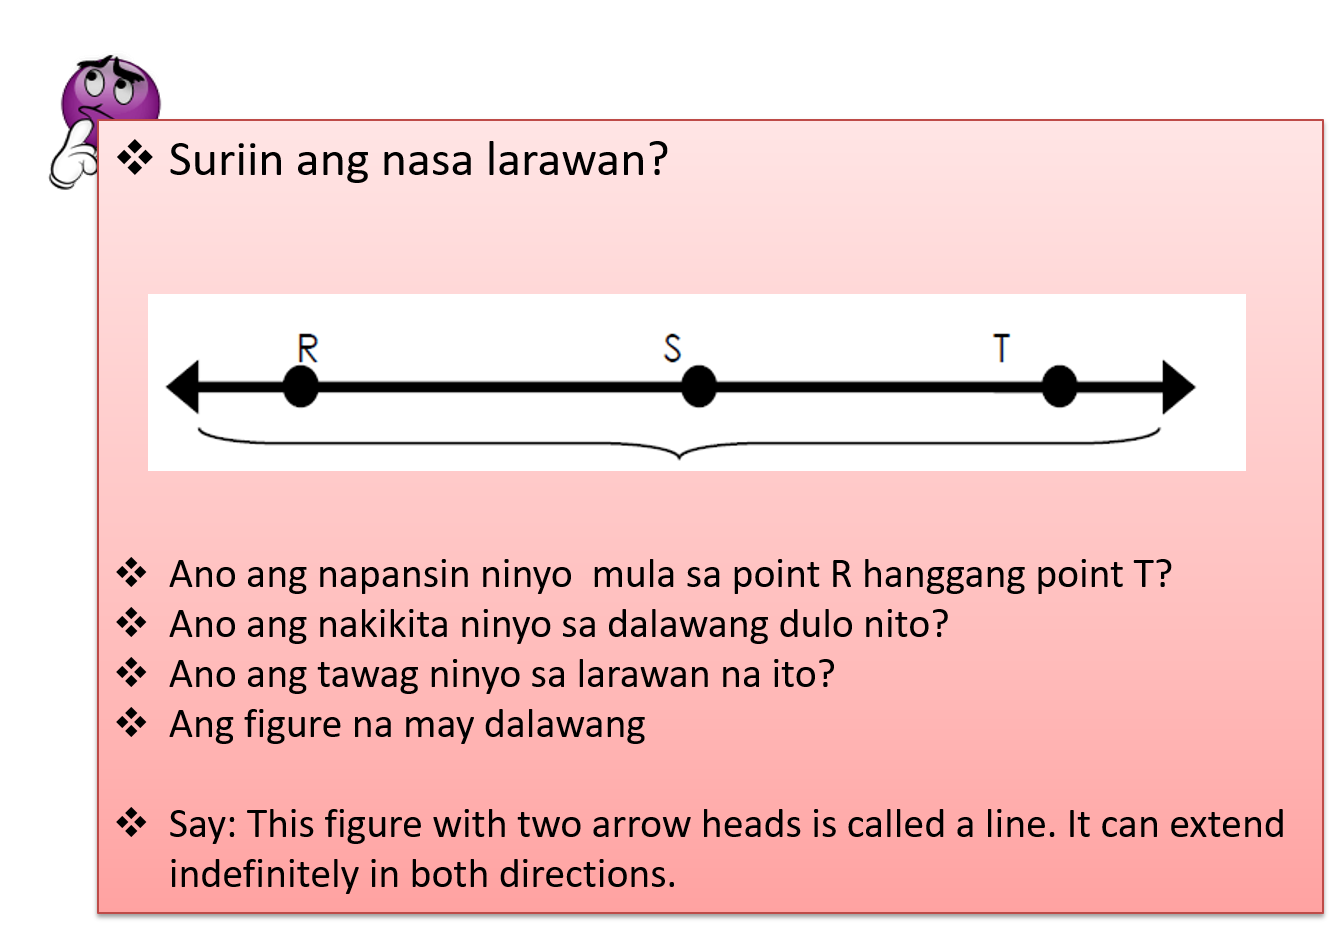 ❖ Suriin ang nasa larawan?
R S T
❖ Ano ang napansin ninyo mula sa point R hanggang point T?
❖ Ano ang nakikita ninyo sa dalawang dulo nito?
❖ Ano ang tawag ninyo sa larawan na ito?
❖ Ang figure na may dalawang
❖ Say: This figure with two arrow heads is called a line. It can extend
indefinitely in both directions.